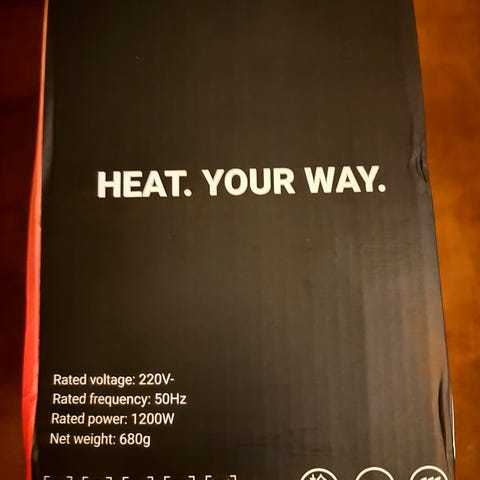 HEAT. YOUR WAY.
Rated voltage: 220V-
Rated frequency: 50Hz
Rated power: 1200W
Net weight: 680g